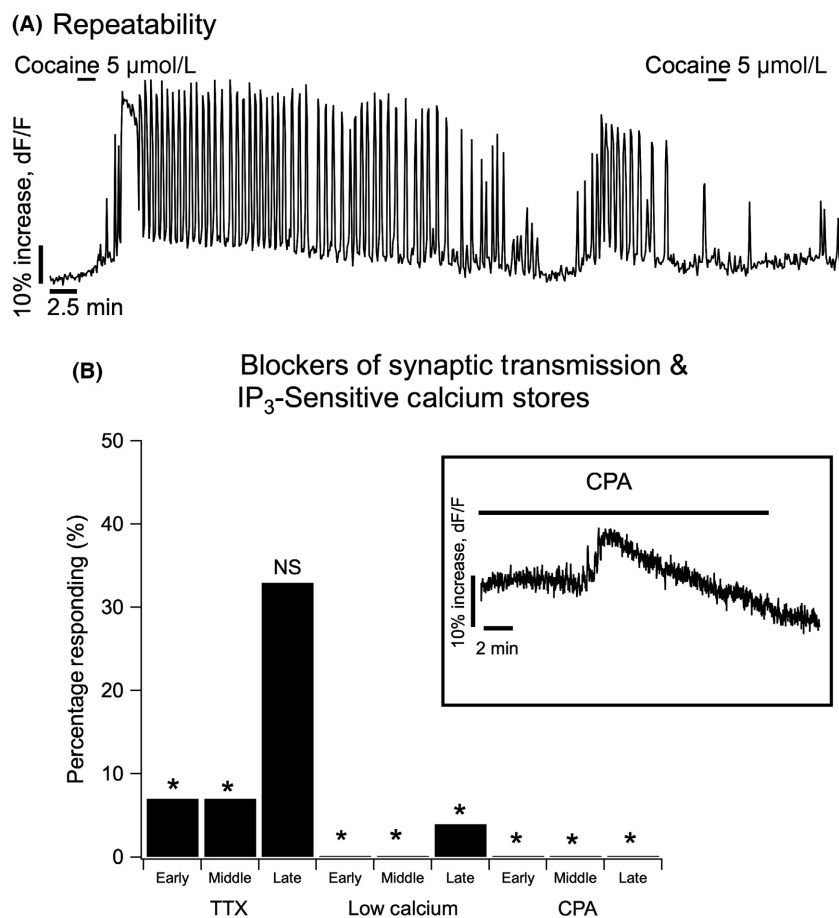 (A) Repeatability
Cocaine 5 μmol/L
Cocaine 5 μmol/L
10% increase, dF/F
2.5 min
(B)
Blockers of synaptic transmission &
IP3-Sensitive calcium stores
Percentage responding (%)
50
40
30
20
10
0
* * NS * * * * * *
CPA
10% increase, dF/F
2 min
Early Middle Late Early Middle Late Early Middle Late
TTX Low calcium CPA